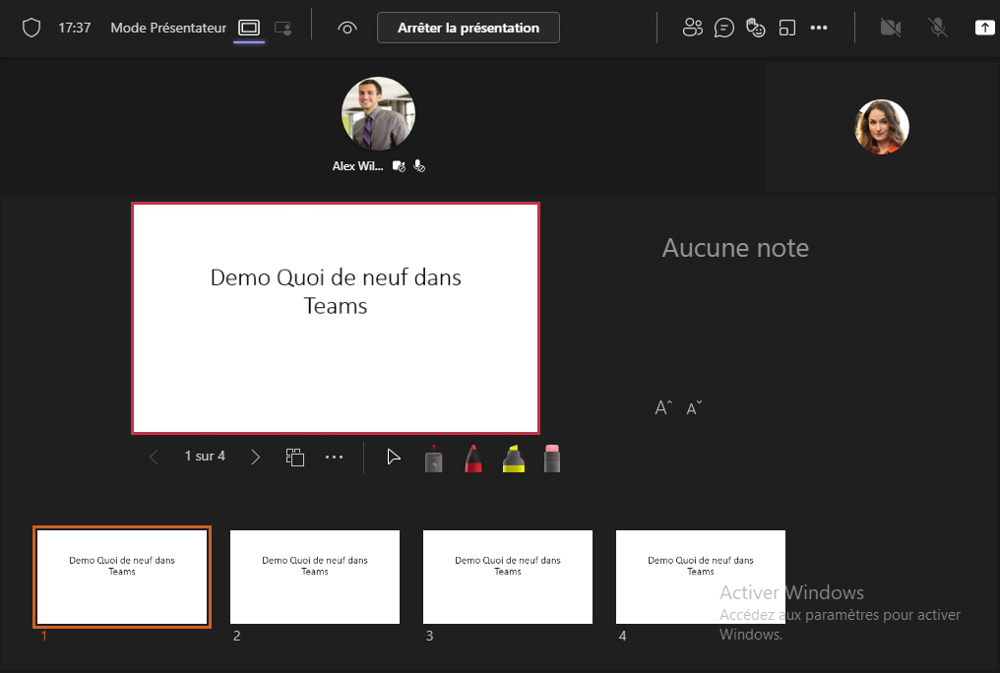 17:37 Mode Présentateur Arrêter la présentation
Alex Wil...
Demo Quoi de neuf dans
Teams
Aucune note
A^ Aˇ
1 sur 4
Demo Quoi de neuf dans
Teams
1
Demo Quoi de neuf dans
Teams
2
Demo Quoi de neuf dans
Teams
3
Demo Quoi de neuf dans
Teams
4
Activer Windows
Accédez aux paramètres pour activer
Windows.